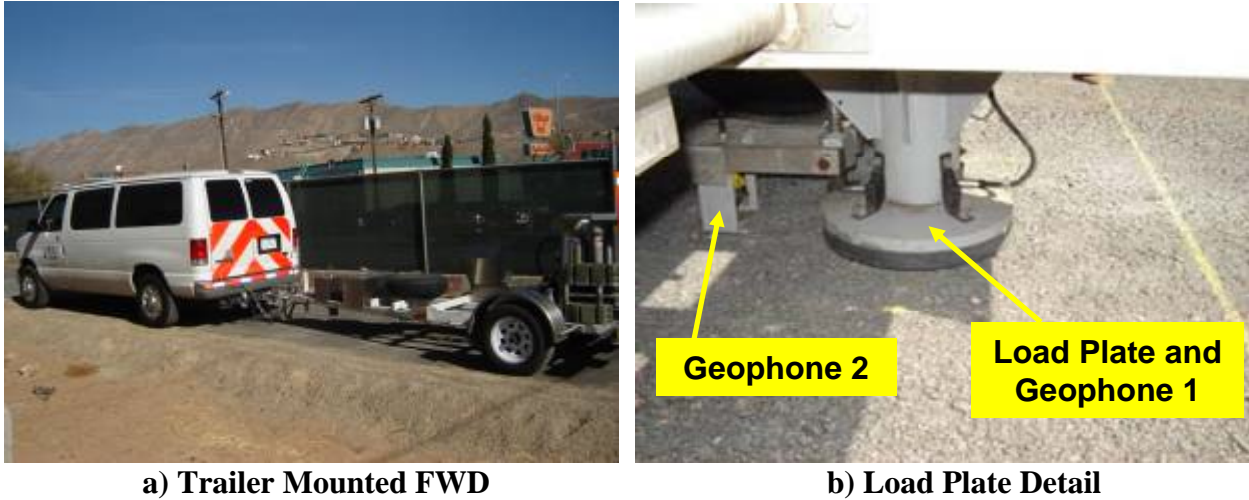 Geophone 2
Load Plate and
Geophone 1
a) Trailer Mounted FWD
b) Load Plate Detail